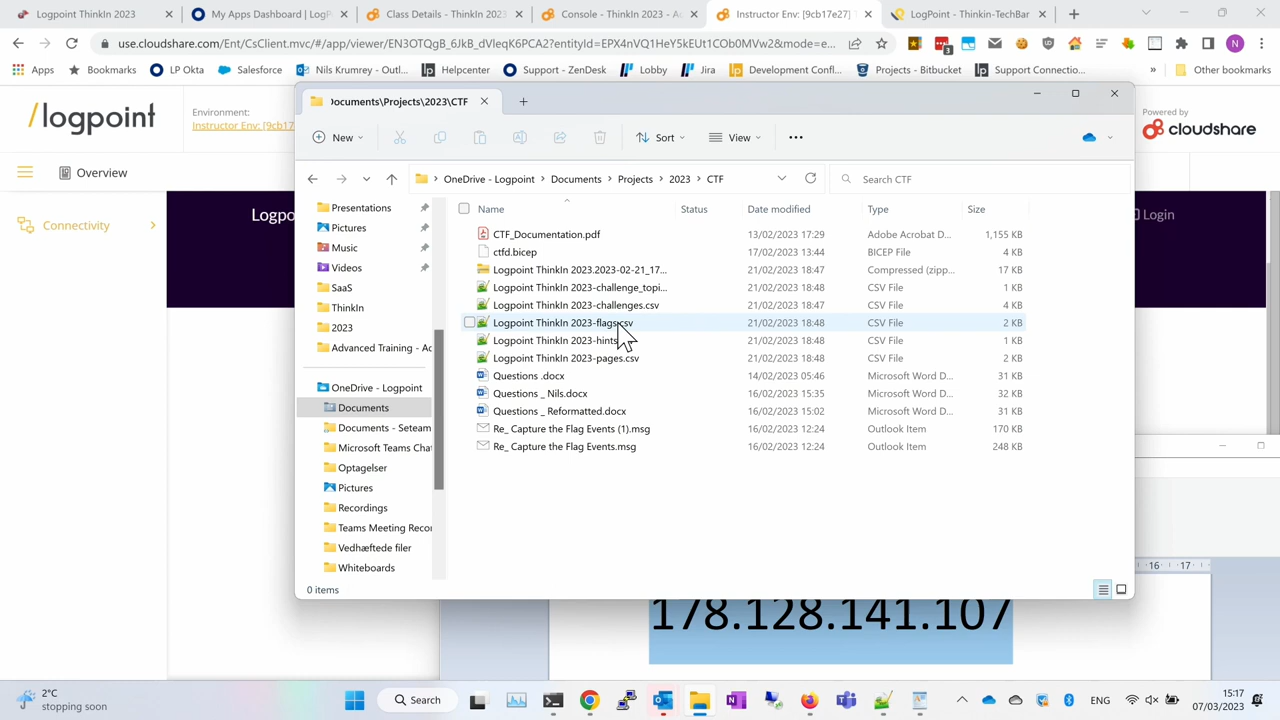 Logpoint ThinkIn 2023
My Apps Dashboard | LogP
Class Details - ThinkIn 2023
Console - ThinkIn 2023 - Ac
Instructor Env: [9cb17e27]
LogPoint - Thinkin-TechBar
use.cloudshare.com/Ent/
mode=e...
Apps
Bookmarks
LP Okta
Salesforce
Nils Krumrey - Outl...
Helpcenter
Support - ZenDesk
Lobby
Jira
Development Confl...
Projects - Bitbucket
Support Connectio...
»
Other bookmarks
/logpoint
Environment:
Instructor Env: [9cb17
Powered by
cloudshare
Overview
Connectivity
Logpo
Login
Documents\Projects\2023\CTF
New
Sort
View
OneDrive - Logpoint
Documents
Projects
2023
CTF
Search CTF
Presentations
Pictures
Music
Videos
SaaS
ThinkIn
2023
Advanced Training - Ac
OneDrive - Logpoint
Documents
Documents - Seteam
Microsoft Teams Chat
Optagelser
Pictures
Recordings
Teams Meeting Recor
Vedhæftede filer
Whiteboards
Name Status Date modified Type Size
CTF_Documentation.pdf 13/02/2023 17:29 Adobe Acrobat D... 1,155 KB
ctfd.bicep 17/02/2023 13:44 BICEP File 4 KB
Logpoint ThinkIn 2023.2023-02-21_17... 21/02/2023 18:47 Compressed (zipp... 17 KB
Logpoint ThinkIn 2023-challenge_topi... 21/02/2023 18:48 CSV File 1 KB
Logpoint ThinkIn 2023-challenges.csv 21/02/2023 18:47 CSV File 4 KB
Logpoint ThinkIn 2023-flags.csv 21/02/2023 18:48 CSV File 2 KB
Logpoint ThinkIn 2023-hints 21/02/2023 18:48 CSV File 1 KB
Logpoint ThinkIn 2023-pages.csv 21/02/2023 18:48 CSV File 2 KB
Questions .docx 14/02/2023 05:46 Microsoft Word D... 31 KB
Questions _ Nils.docx 16/02/2023 15:35 Microsoft Word D... 32 KB
Questions _ Reformatted.docx 16/02/2023 15:02 Microsoft Word D... 31 KB
Re_ Capture the Flag Events (1).msg 16/02/2023 12:24 Outlook Item 170 KB
Re_ Capture the Flag Events.msg 16/02/2023 12:24 Outlook Item 248 KB
0 items
16 17
178.128.141.107
2°C
stopping soon
Search
ENG
15:17
07/03/2023